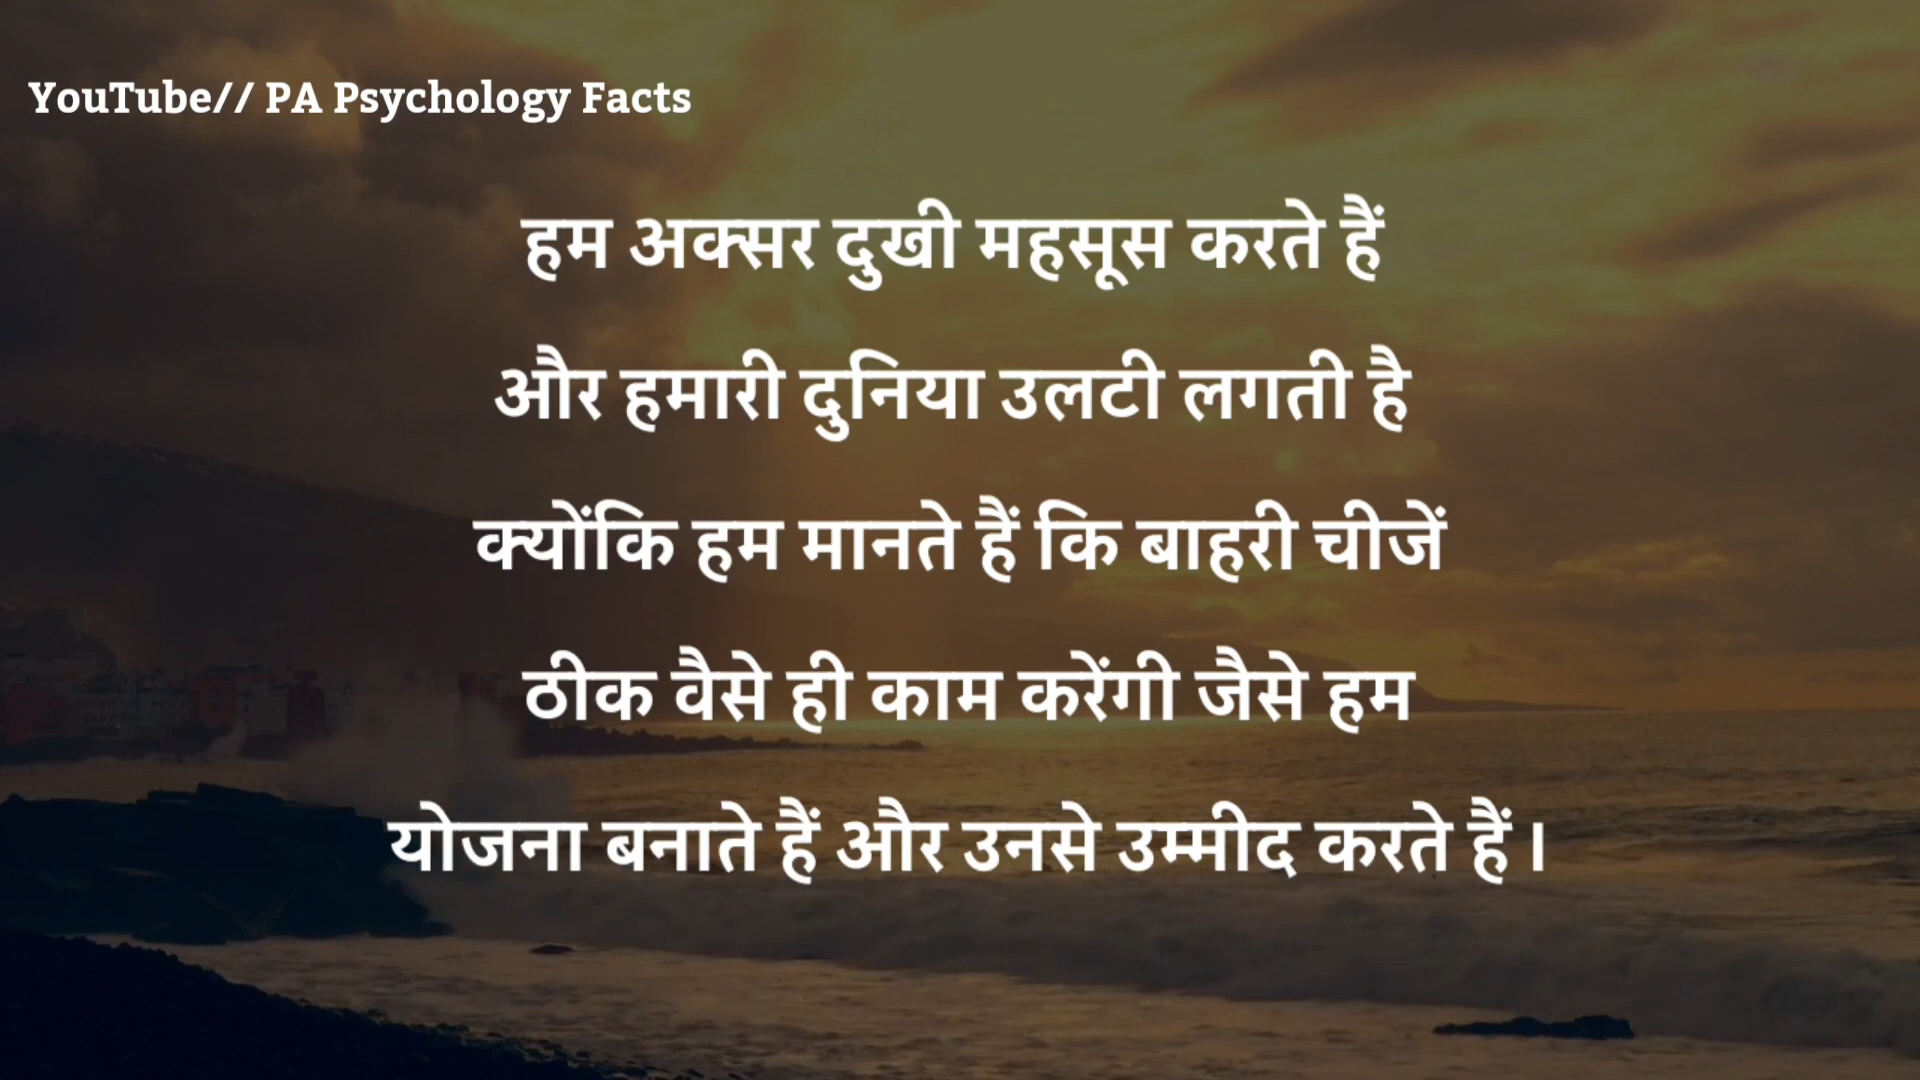 YouTube// PA Psychology Facts
हम अक्सर दुखी महसूस करते हैं
और हमारी दुनिया उलटी लगती है
क्योंकि हम मानते हैं कि बाहरी चीजें
ठीक वैसे ही काम करेंगी जैसे हम
योजना बनाते हैं और उनसे उम्मीद करते हैं।